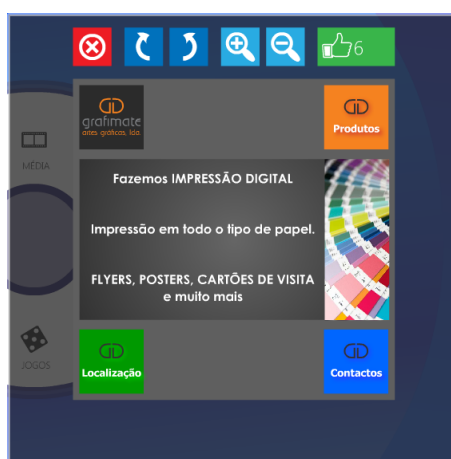 6
grafimate
artes gráficas, lda.
Produtos
MÉDIA
Fazemos IMPRESSÃO DIGITAL
Impressão em todo o tipo de papel.
FLYERS, POSTERS, CARTÕES DE VISITA
e muito mais
JOGOS
Localização
Contactos